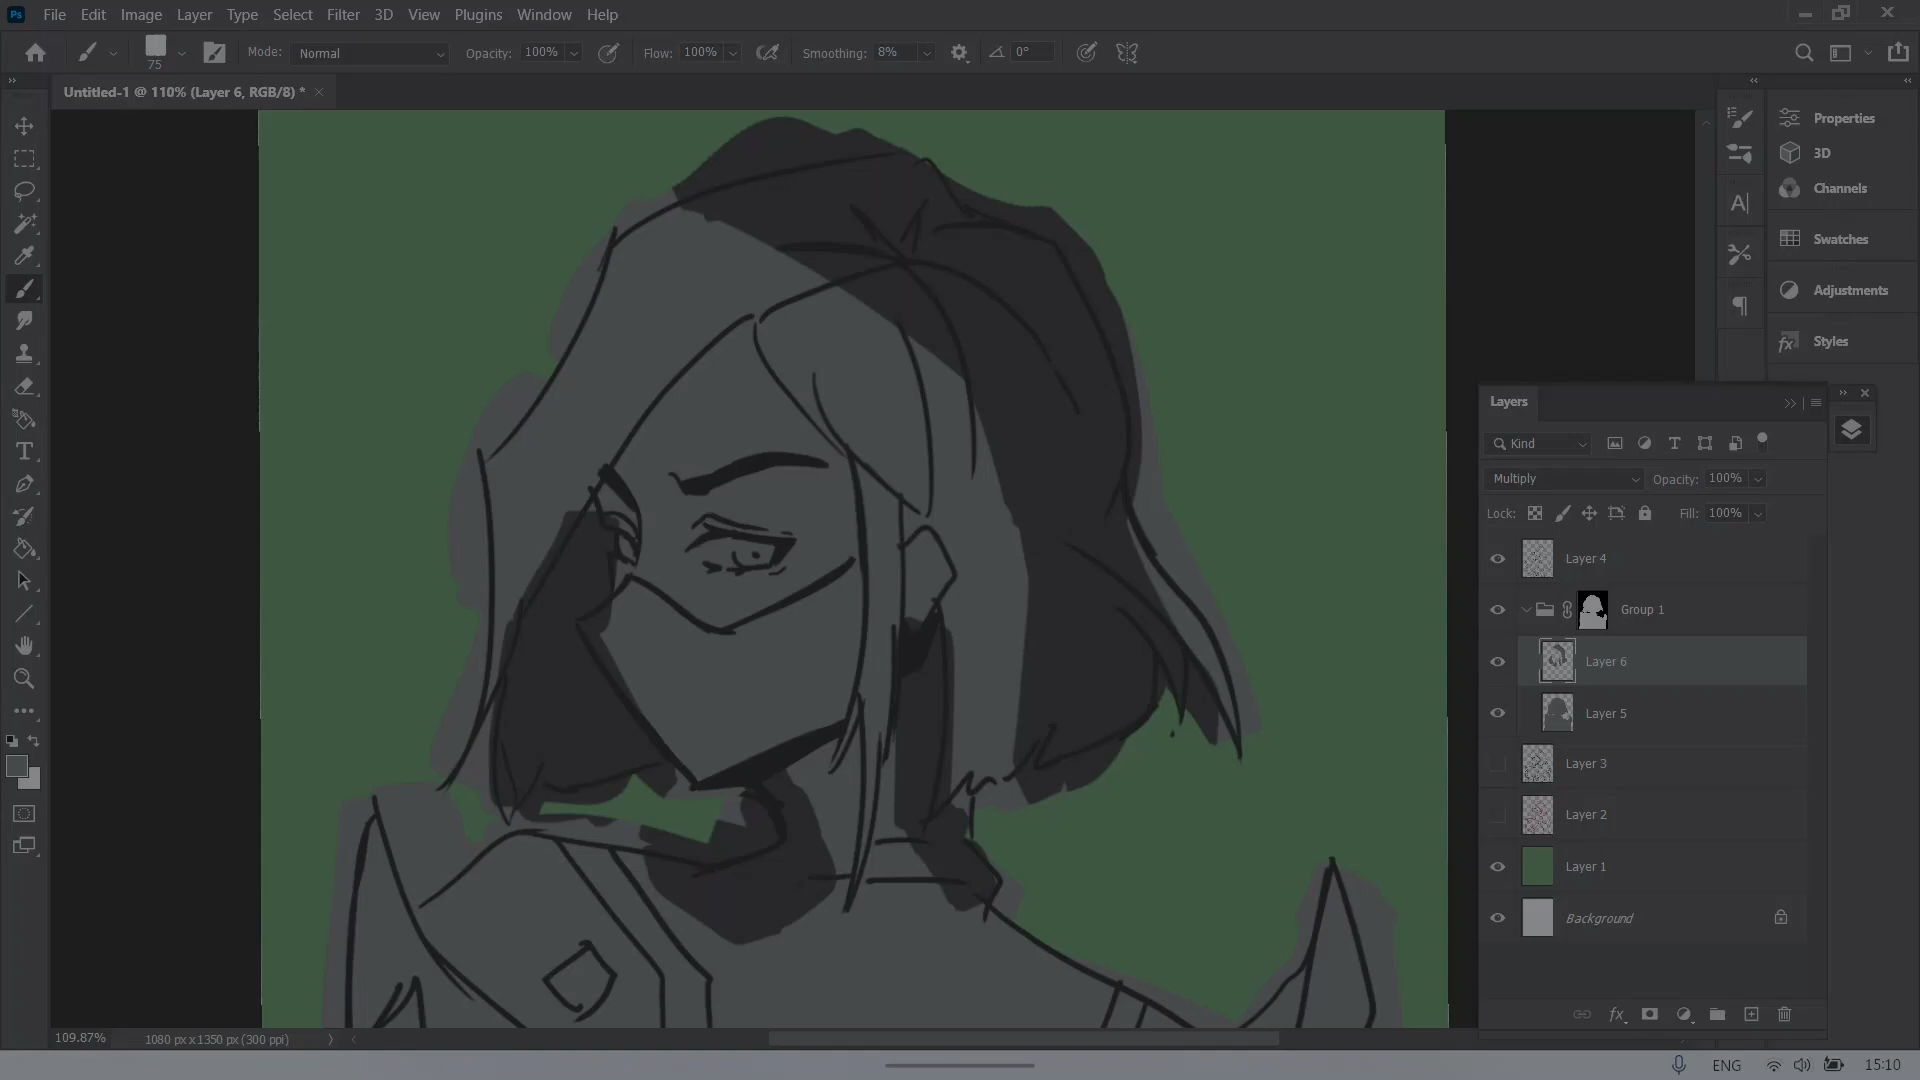 Ps File Edit Image Layer Type Select Filter 3D View Plugins Window Help
75 Mode: Normal Opacity: 100% Flow: 100% Smoothing: 8% 0°
Untitled-1 @ 110% (Layer 6, RGB/8) *
Properties
3D
Channels
Swatches
Adjustments
Styles
Layers
Kind
Multiply Opacity: 100%
Lock: Fill: 100%
Layer 4
Group 1
Layer 6
Layer 5
Layer 3
Layer 2
Layer 1
Background
109.87% 1080 px x 1350 px (300 ppi)
ENG 15:10